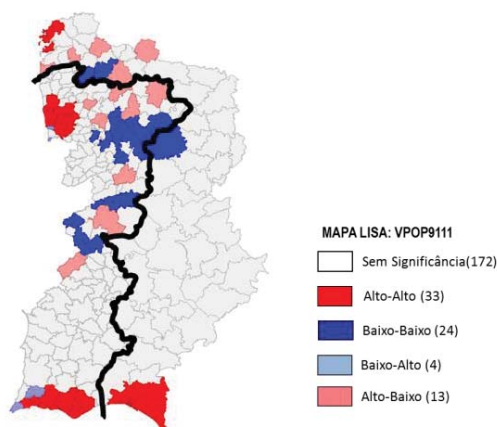 MAPA LISA: VPOP9111
Sem Significância(172)
Alto-Alto (33)
Baixo-Baixo (24)
Baixo-Alto (4)
Alto-Baixo (13)